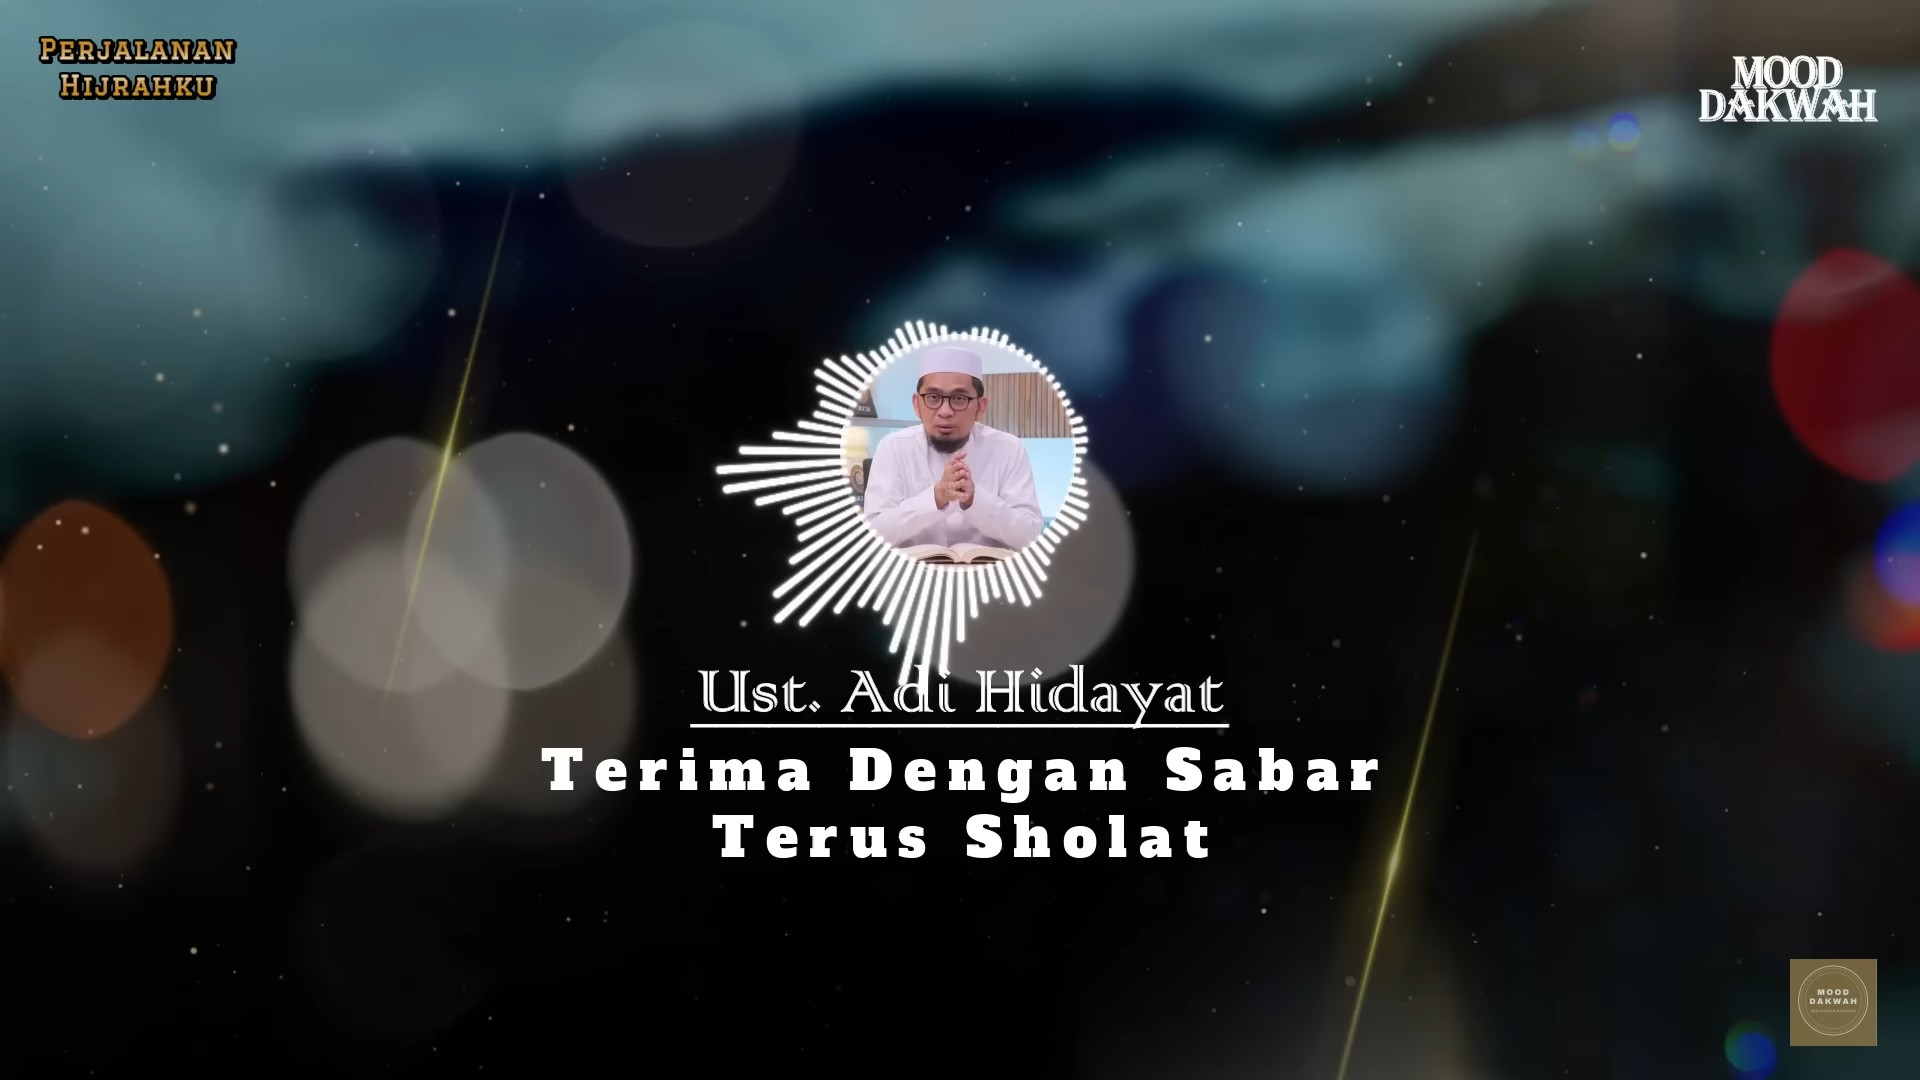 PERJALANAN
HIJRAHKU
MOOD
DAKWAH
Ust. Adi Hidayat
Terima Dengan Sabar
Terus Sholat
MOOD
DAKWAH